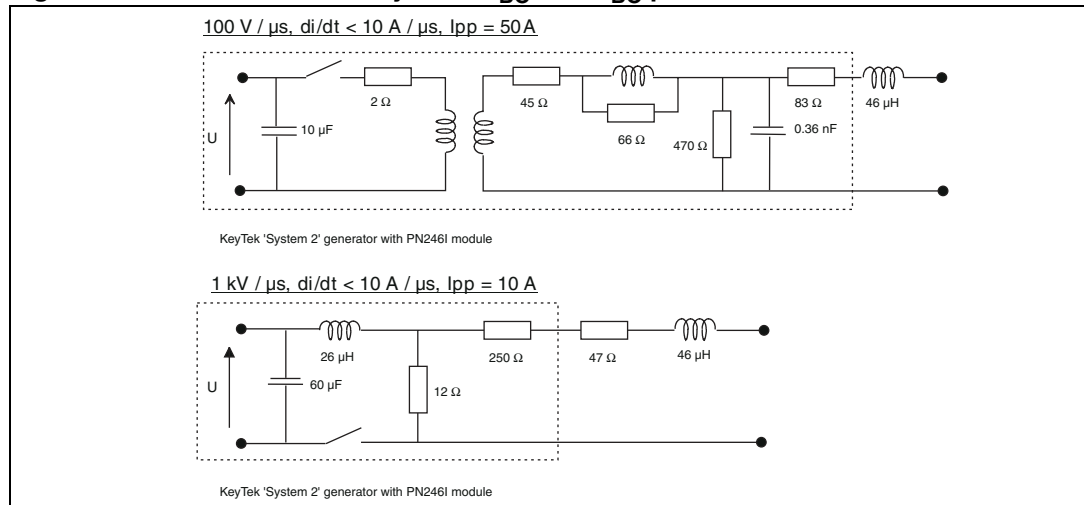 100 V / µs, di/dt < 10 A / µs, Ipp = 50 A
2 Ω
45 Ω
83 Ω
46 µH
U
10 µF
66 Ω
470 Ω
0.36 nF
KeyTek 'System 2' generator with PN246I module
1 kV / µs, di/dt < 10 A / µs, Ipp = 10 A
26 µH
250 Ω
47 Ω
46 µH
U
60 µF
12 Ω
KeyTek 'System 2' generator with PN246I module